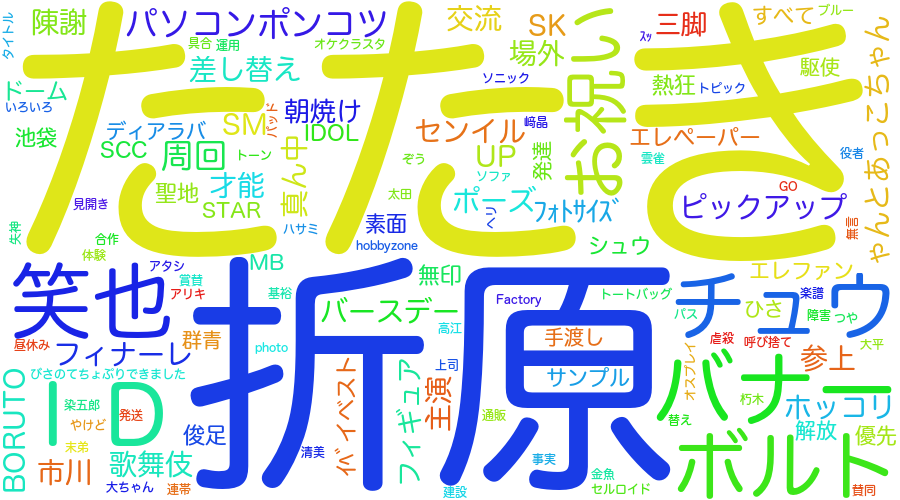 タイトル
陳謝
パソコンポンコツ
交流
SK
三脚
すべて
ブルー
具合
運用
オケクラスタ
場外
ｽｯ
たたき
お祝い
差し替え
ソニック
熱狂
トピック
駆使
ドーム
いろいろ
朝焼け
バッド
SM
IDOL
池袋
ディアラバ
SCC
周回
トーン
真ん中
センイル
﨑晶
エレペーパー
UP
発達
雲雀
役者
ぞう
聖地
才能
STAR
太田
ソファ
ポーズ
GO
ピックアップ
ゃんとあっこちゃん
見開き
ハサミ
素面
ﾌｫﾄｻｲｽﾞ
失神
合作
hobbyzone
シュウ
無言
体験
笑也
アタシ
MB
無印
エレファン
賞替
アリキ
基裕
折原
Factory
トートバッグ
チュウ
楽譜
バースデー
ひさ
パス
障害
つや
群青
高江
手渡し
昼休み
photo
虐殺
呼び捨て
大平
フィナーレ
ﾊﾞｲﾍﾞｽﾄ
上司
オスプレイ
参上
ぴさのてちょぶりできました
フィギュア
サンプル
バナー
BORUTO
ID
主演
朽木
ホッコリ
染五郎
発送
通販
やけど
俊足
替え
解放
優先
末弟
清美
ボルト
市川
歌舞伎
事実
金魚
大ちゃん
連帯
建設
セルロイド
賛同